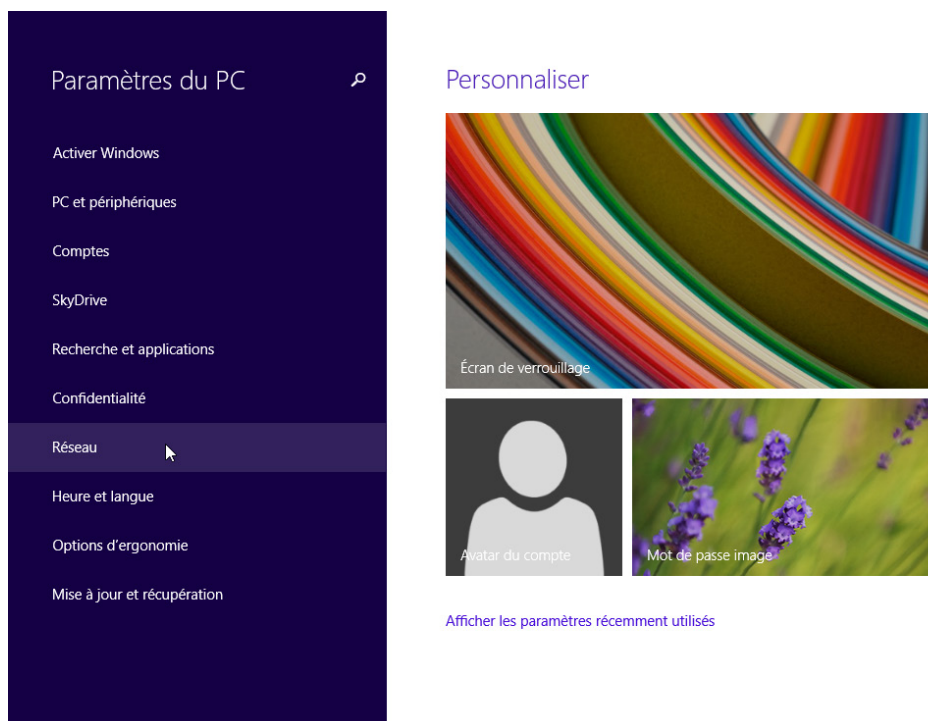 Paramètres du PC
Activer Windows
PC et périphériques
Comptes
SkyDrive
Recherche et applications
Confidentialité
Réseau
Heure et langue
Options d'ergonomie
Mise à jour et récupération
Personnaliser
Écran de verrouillage
Avatar du compte
Mot de passe image
Afficher les paramètres récemment utilisés